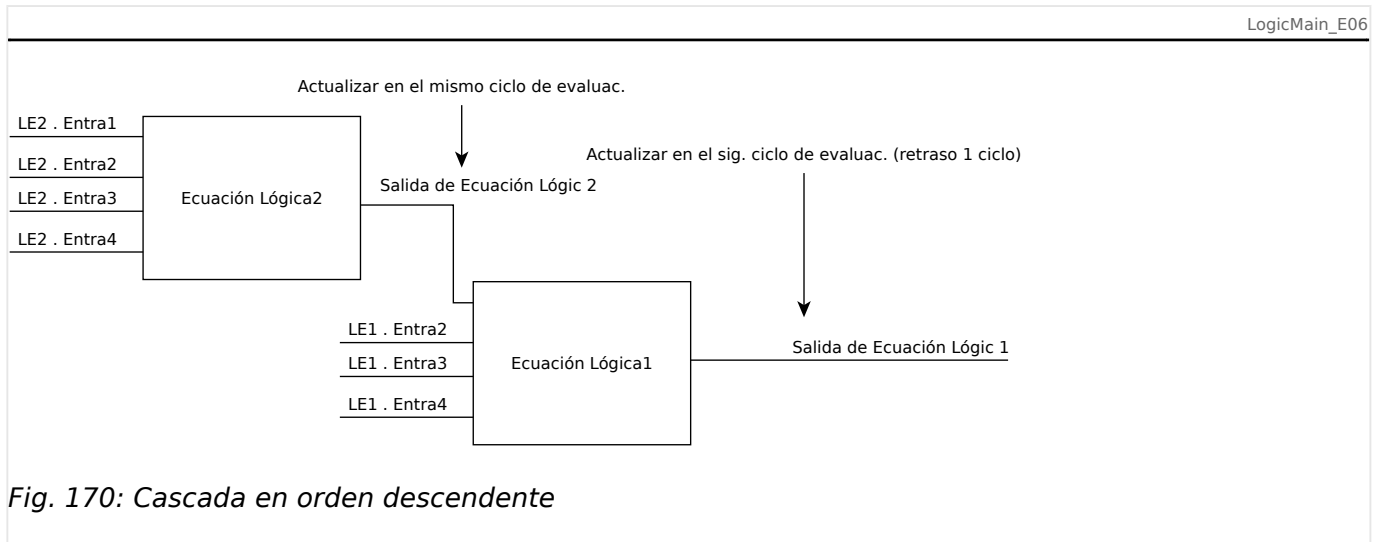 LogicMain_E06
Actualizar en el mismo ciclo de evaluac.
LE2 . Entra1
LE2 . Entra2
LE2 . Entra3
LE2 . Entra4
Ecuación Lógica2
Salida de Ecuación Lógic 2
Actualizar en el sig. ciclo de evaluac. (retraso 1 ciclo)
LE1 . Entra2
LE1 . Entra3
LE1 . Entra4
Ecuación Lógica1
Salida de Ecuación Lógic 1
Fig. 170: Cascada en orden descendente